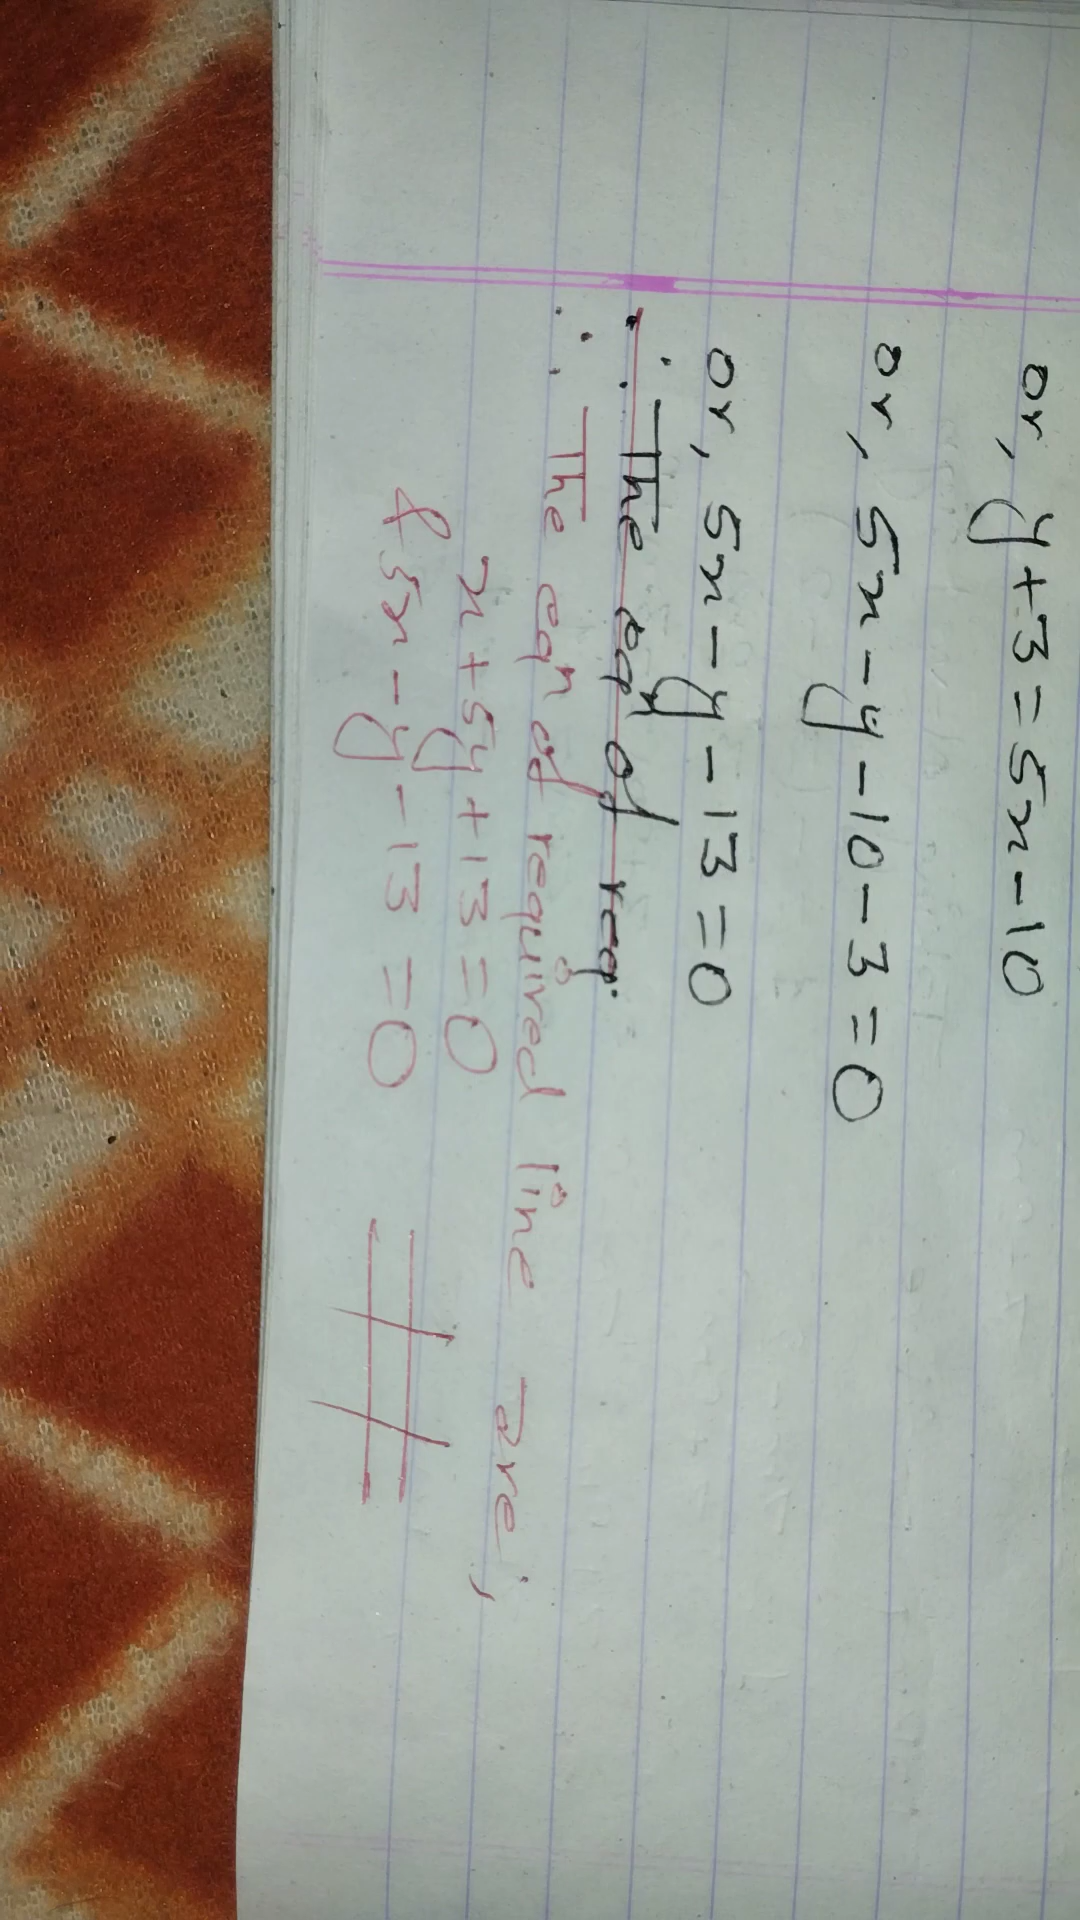 or, y+3 = 5x-10
or, 5x-y-10-3=0
or, 5x-y-13=0
∴ The eqn of req.
∴ The eqn of required line are;
x+5y+13=0
& 5x-y-13=0